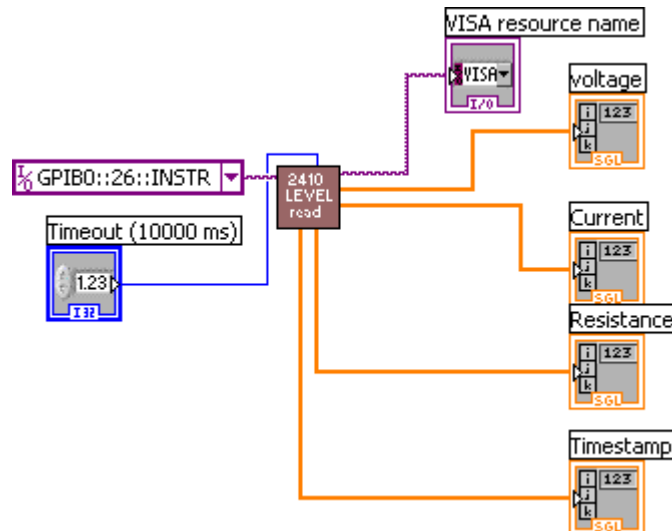 VISA resource name
VISA
I/O
voltage
i 123
j
k
SGL
I/O GPIB0::26::INSTR
2410
LEVEL
read
Timeout (10000 ms)
1.23
I32
Current
i 123
j
k
SGL
Resistance
i 123
j
k
SGL
Timestamp
i 123
j
k
SGL